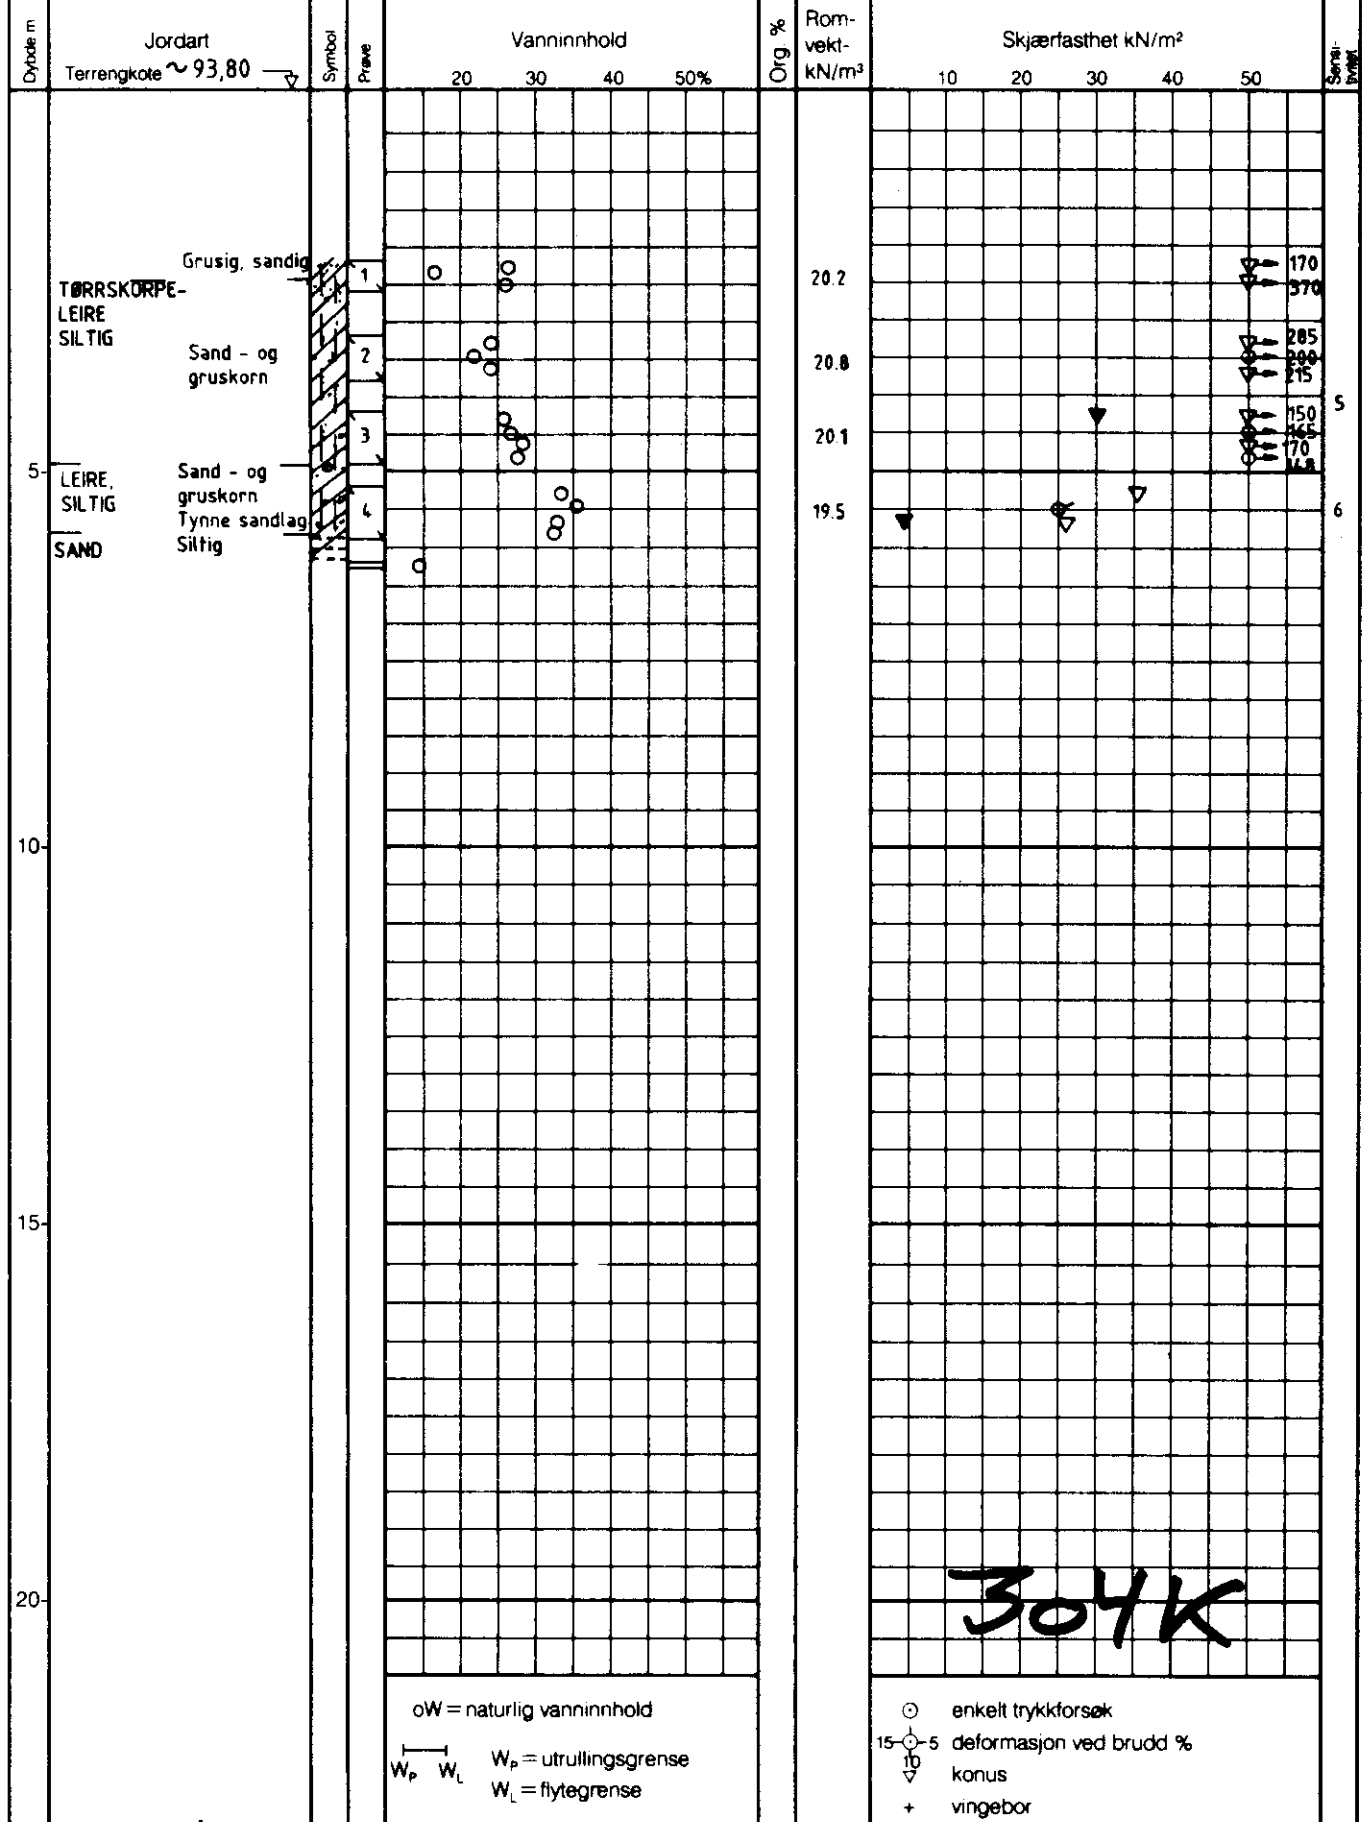 Dybde m
Jordart
Terrengkote ~ 93,80
Symbol
Prøve
Vanninnhold
20 30 40 50%
Org. %
Rom-
vekt-
kN/m³
Skjærfasthet kN/m²
10 20 30 40 50
Sensi-
tivitet
Grusig, sandig
1
20.2
170
370
TØRRSKORPE-
LEIRE
SILTIG
Sand - og
gruskorn
2
20.8
285
200
215
3
20.1
150
165
170
148
5
5
LEIRE,
SILTIG
Sand - og
gruskorn
Tynne sandlag
Siltig
4
19.5
6
SAND
10
15
20
304K
oW = naturlig vanninnhold
Wp WL
Wp = utrullingsgrense
WL = flytegrense
enkelt trykkforsøk
15 5 deformasjon ved brudd %
10
konus
+ vingebor